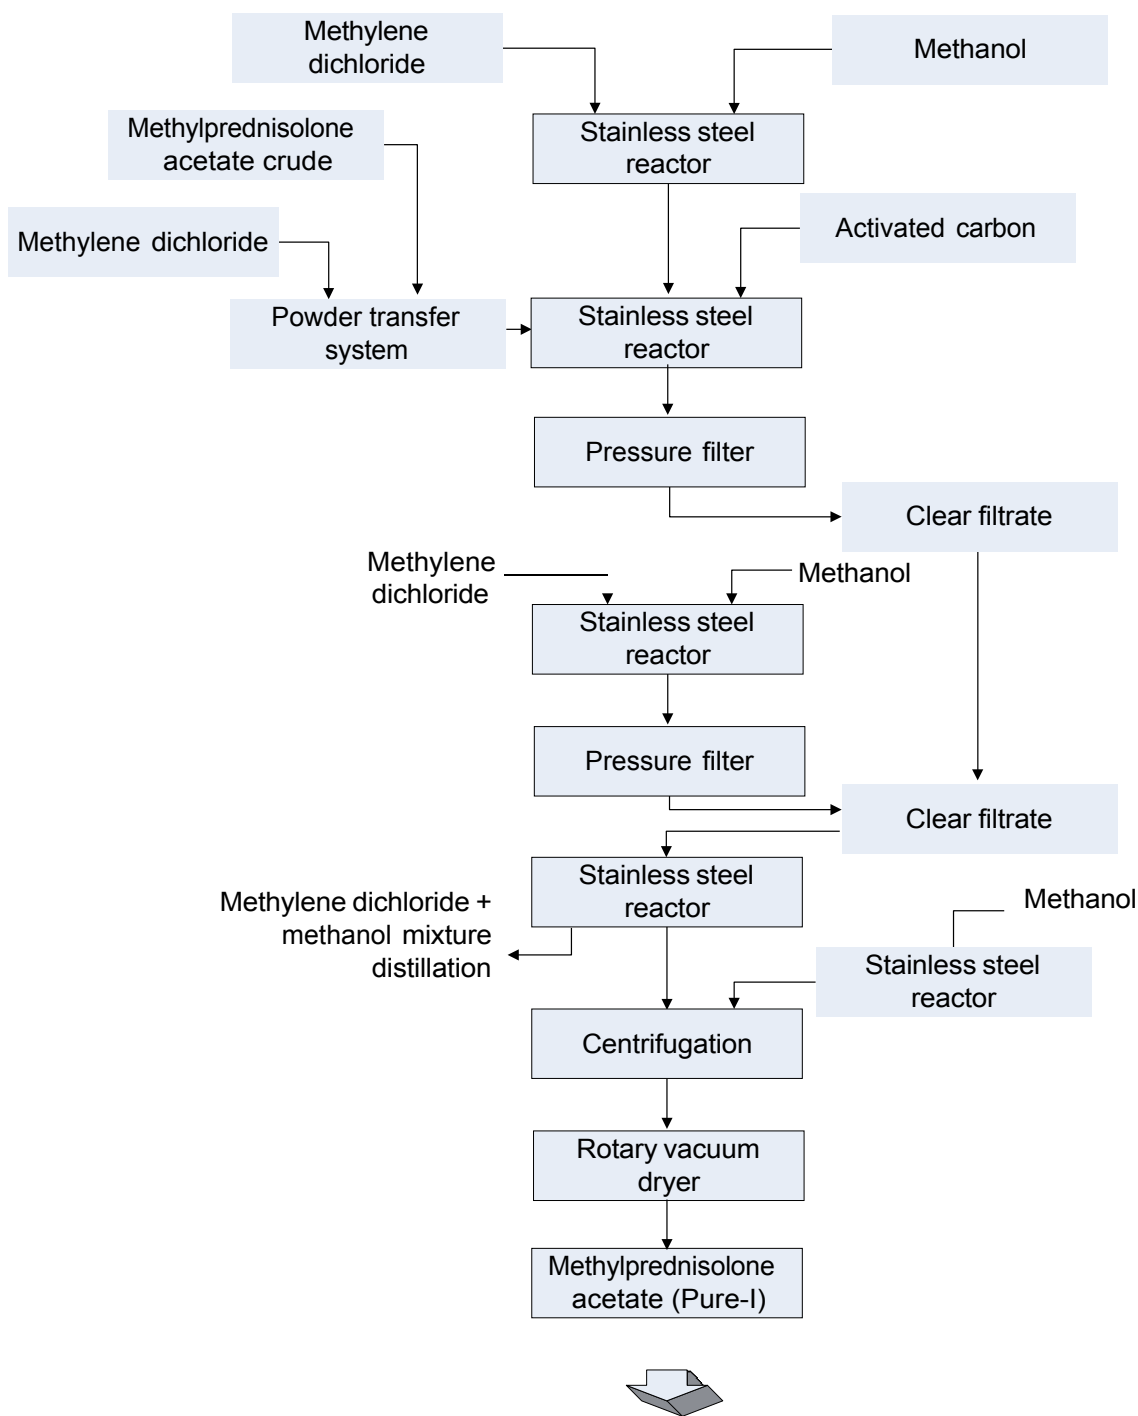 Methylene
dichloride
Methanol
Stainless steel
reactor
Methylprednisolone
acetate crude
Methylene dichloride
Activated carbon
Powder transfer
system
Stainless steel
reactor
Pressure filter
Clear filtrate
Methylene
dichloride
Methanol
Stainless steel
reactor
Pressure filter
Clear filtrate
Stainless steel
reactor
Methylene dichloride +
methanol mixture
distillation
Methanol
Stainless steel
reactor
Centrifugation
Rotary vacuum
dryer
Methylprednisolone
acetate (Pure-I)